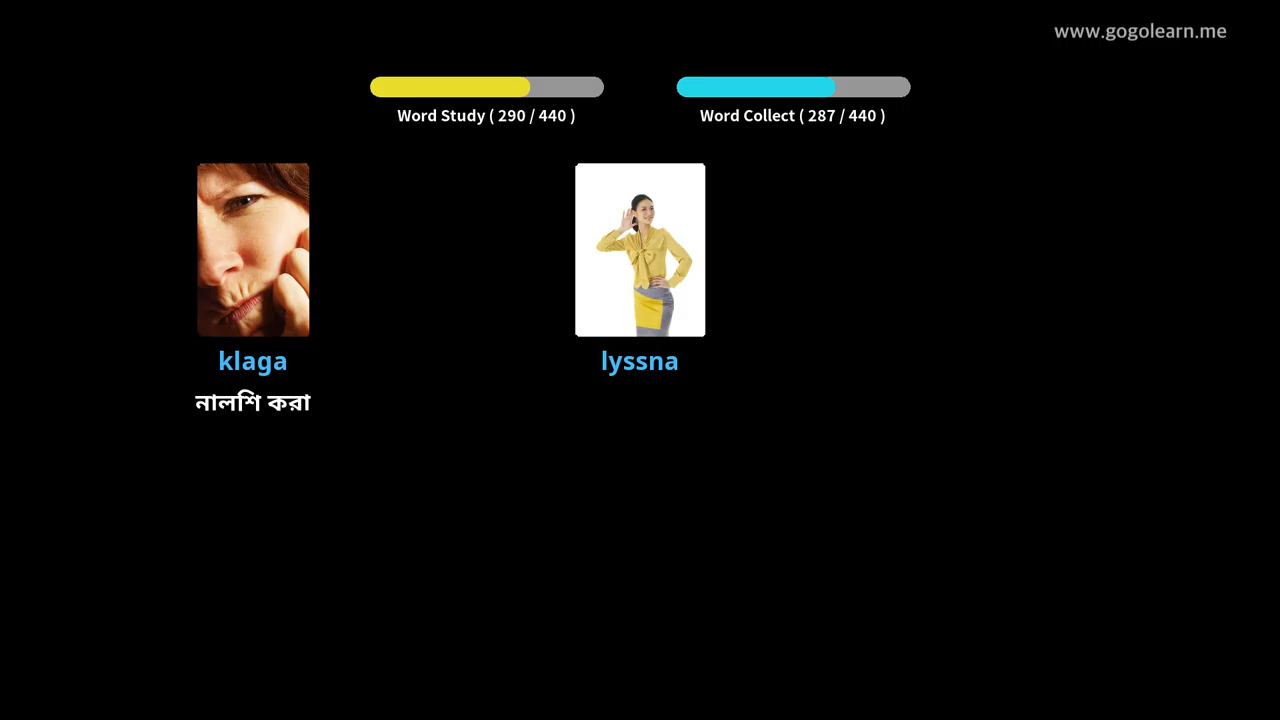 www.gogolearn.me
Word Study ( 290 / 440 )
Word Collect ( 287 / 440 )
klaga
lyssna
নালিশ করা